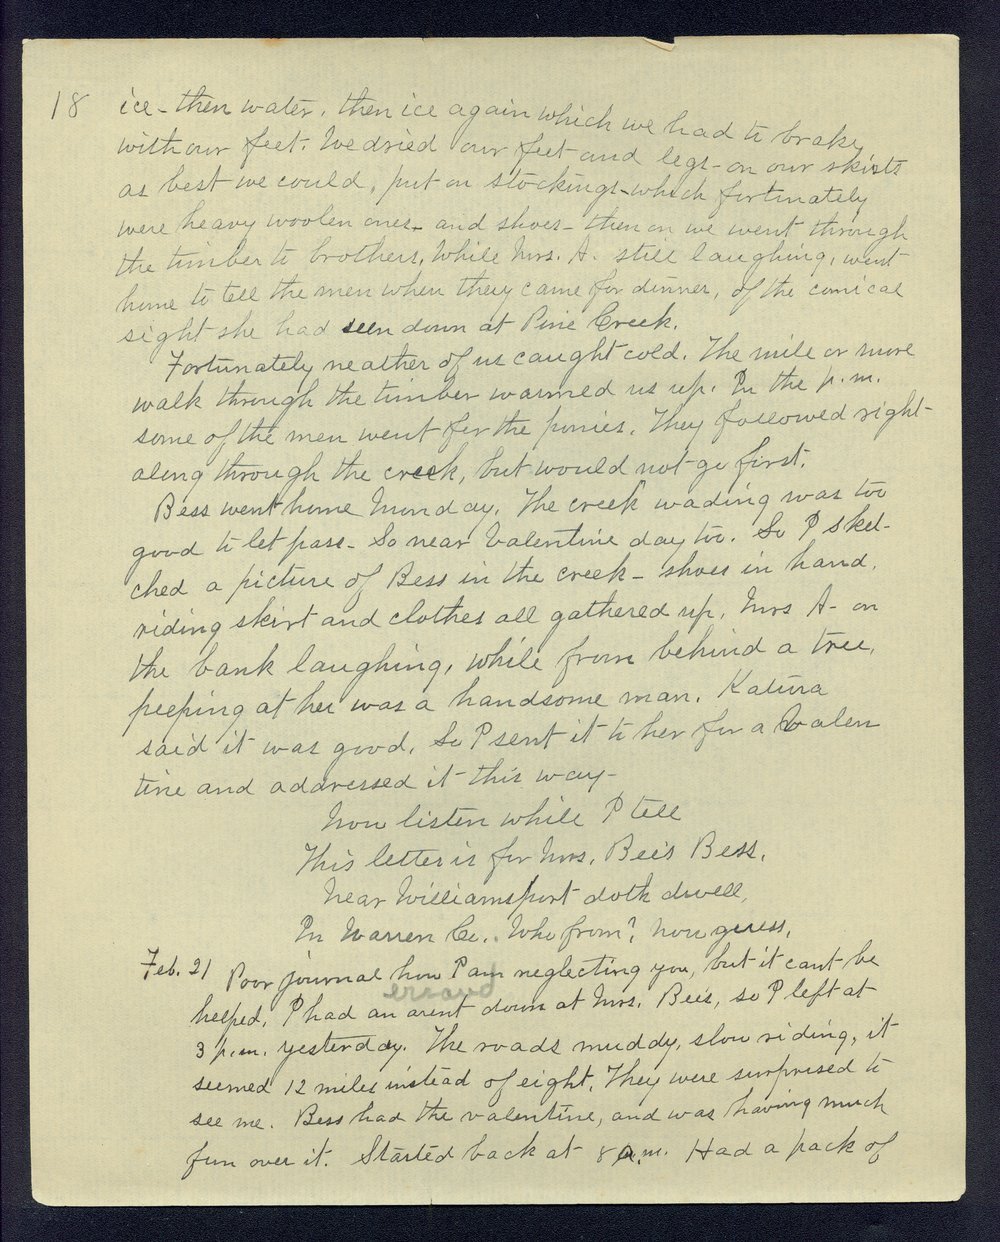 18 ice - then water, then ice again which we had to brake
with our feet. We dried our feet and legs - on our skirts
as best we could, put on stockings - which fortunately
were heavy woolen ones - and shoes - then on we went through
the timber to brothers, while Mrs. A. still laughing, went
home to tell the men when they came for dinner, of the comical
sight she had seen down at Pine Creek.
Fortunately neather of us caught cold. The mile or more
walk through the timber warmed us up. In the p.m.
some of the men went for the ponies. They followed right
along through the creek, but would not go first.
Bess went home Monday. The creek wading was too
good to let pass - So near Valentine day too. So I sket-
ched a picture of Bess in the creek - shoes in hand,
riding skirt and clothes all gathered up, Mrs A - on
the bank laughing, while from behind a tree,
peeping at her was a handsome man. Katura
said it was good. So I sent it to her for a Valen
tine and addressed it this way -
Now listen while I tell
This letter is for Mrs. Bee's Bess,
Near Williamsport doth dwell,
In Warren Co.. Who from? now guess.
Feb. 21 Poor journal how I am neglecting you, but it cant be
errand
helped. I had an arent down at Mrs. Bee's, so I left at
3 p.m. yesterday. The roads muddy, slow riding, it
seemed 12 miles instead of eight. They were surprised to
see me. Bess had the valentine, and was having much
fun over it. Started back at 8 a.m. Had a pack of